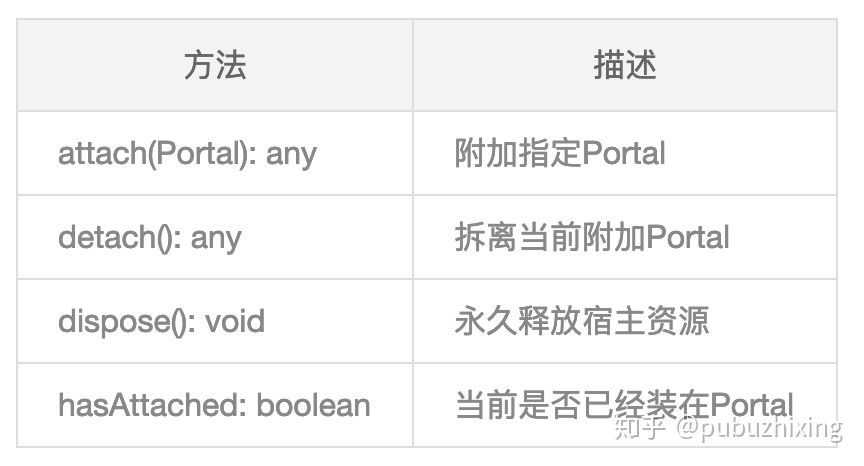 方法 描述
attach(Portal): any 附加指定Portal
detach(): any 拆离当前附加Portal
dispose(): void 永久释放宿主资源
hasAttached: boolean 当前是否已经装在Portal
知乎 @pubuzhixing